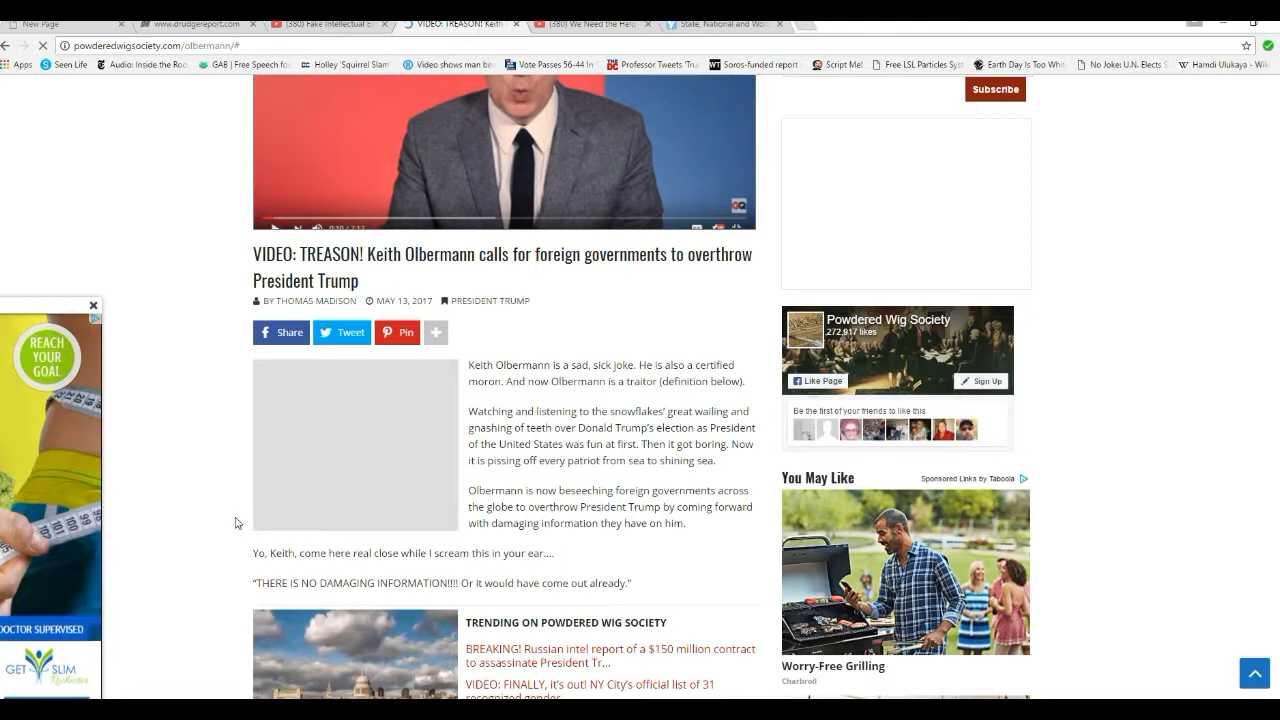 New Page
www.drudgereport.com
(380) Fake Intellectual E
VIDEO: TREASON! Keith
(380) We Need the Help
State, National and Wo
powderedwigsociety.com/olbermann/#
Apps
Seen Life
Audio: Inside the Roo
GAB | Free Speech fo
Holley 'Squirrel Slam'
Video shows man be
Vote Passes 56-44 In
Professor Tweets 'Tru
Soros-funded report
Script Me!
Free LSL Particles Sys
Earth Day Is Too Whit
No Joke: U.N. Elects S
Hamdi Ulukaya - Wiki
Subscribe
0:10 / 7:17
VIDEO: TREASON! Keith Olbermann calls for foreign governments to overthrow
President Trump
BY THOMAS MADISON MAY 13, 2017 PRESIDENT TRUMP
Share
Tweet
Pin
Keith Olbermann is a sad, sick joke. He is also a certified
moron. And now Olbermann is a traitor (definition below).
Watching and listening to the snowflakes' great wailing and
gnashing of teeth over Donald Trump's election as President
of the United States was fun at first. Then it got boring. Now
it is pissing off every patriot from sea to shining sea.
Olbermann is now beseeching foreign governments across
the globe to overthrow President Trump by coming forward
with damaging information they have on him.
Yo, Keith, come here real close while I scream this in your ear....
"THERE IS NO DAMAGING INFORMATION!!!! Or it would have come out already."
TRENDING ON POWDERED WIG SOCIETY
BREAKING! Russian intel report of a $150 million contract
to assassinate President Tr...
VIDEO: FINALLY, it's out! NY City's official list of 31
recognized gender
Powdered Wig Society
272,917 likes
Like Page
Sign Up
Be the first of your friends to like this
You May Like
Sponsored Links by Taboola
Worry-Free Grilling
Charbroil
REACH
YOUR
GOAL
DOCTOR SUPERVISED
GET SLIM
Rochester